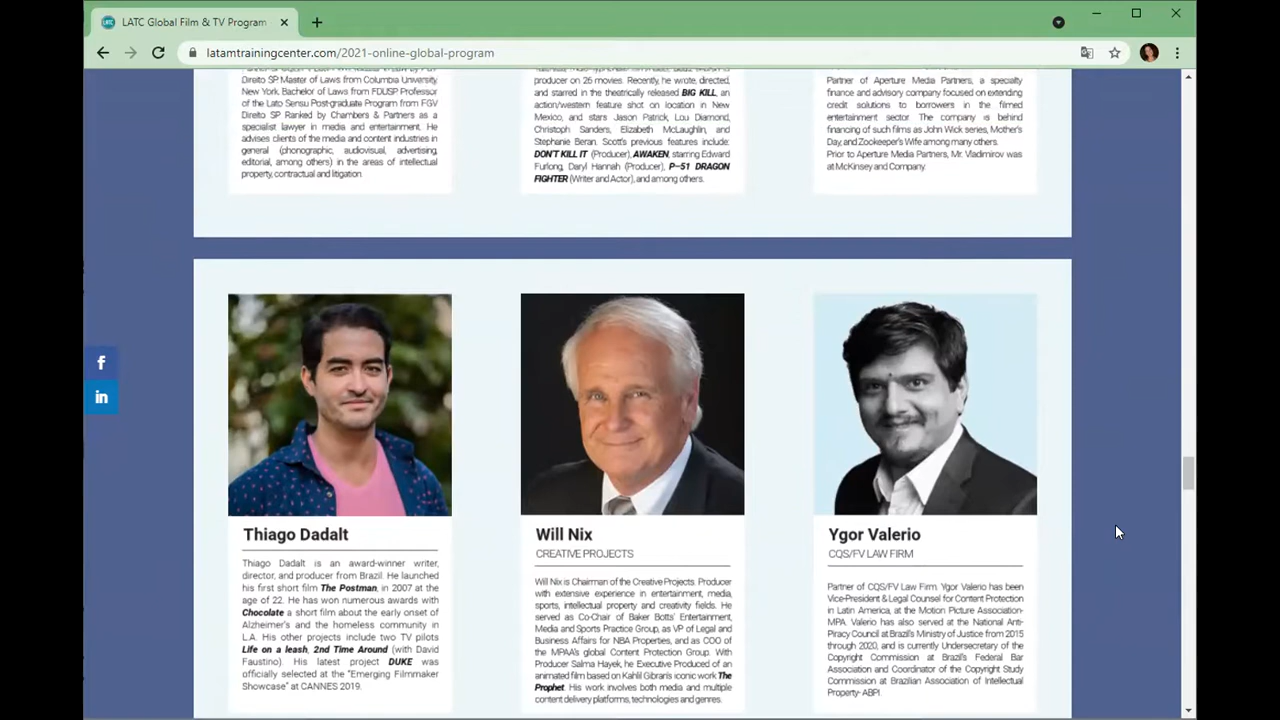 LATC Global Film & TV Program
latamtrainingcenter.com/2021-online-global-program
Direito SP. Master of Laws from Columbia University,
New York. Bachelor of Laws from FDUSP Professor
of the Lato Sensu Post-graduate Program from FGV
Direito SP Ranked by Chambers & Partners as a
specialist lawyer in media and entertainment. He
advises clients of the media and content industries in
general (phonographic, audiovisual, advertising,
editorial, among others) in the areas of intellectual
property, contractual and litigation.
producer on 25 movies. Recently, he wrote, directed,
and starred in the theatrically released BIG KILL, an
action/western feature shot on location in New
Mexico, and stars Jason Patrick, Lou Diamond,
Christoph Sanders, Elizabeth McLaughlin, and
Stephanie Beran. Scott's previous features include:
DON'T KILL IT (Producer), AWAKEN, starring Edward
Furlong, Daryl Hannah (Producer), P–51 DRAGON
FIGHTER (Writer and Actor), and among others.
Partner of Aperture Media Partners, a specialty
finance and advisory company focused on extending
credit solutions to borrowers in the filmed
entertainment sector. The company is behind
financing of such films as John Wick series, Mother's
Day, and Zookeeper's Wife among many others.
Prior to Aperture Media Partners, Mr. Vladimirov was
at McKinsey and Company.
f
in
Thiago Dadalt
Thiago Dadalt is an award-winner writer,
director, and producer from Brazil. He launched
his first short film The Postman, in 2007 at the
age of 22. He has won numerous awards with
Chocolate a short film about the early onset of
Alzheimer's and the homeless community in
L.A. His other projects include two TV pilots
Life on a leash, 2nd Time Around (with David
Faustino). His latest project DUKE was
officially selected at the "Emerging Filmmaker
Showcase" at CANNES 2019.
Will Nix
CREATIVE PROJECTS
Will Nix is Chairman of the Creative Projects. Producer
with extensive experience in entertainment, media,
sports, intellectual property and creativity fields. He
served as Co-Chair of Baker Botts' Entertainment,
Media and Sports Practice Group, as VP of Legal and
Business Affairs for NBA Properties, and as COO of
the MPAA's global Content Protection Group. With
Producer Salma Hayek, he Executive Produced of an
animated film based on Kahlil Gibran's iconic work The
Prophet. His work involves both media and multiple
content delivery platforms, technologies and genres.
Ygor Valerio
CQS/FV LAW FIRM
Partner of CQS/FV Law Firm. Ygor Valerio has been
Vice-President & Legal Counsel for Content Protection
in Latin America, at the Motion Picture Association-
MPA. Valerio has also served at the National Anti-
Piracy Council at Brazil's Ministry of Justice from 2015
through 2020, and is currently Undersecretary of the
Copyright Commission at Brazil's Federal Bar
Association and Coordinator of the Copyright Study
Commission at Brazilian Association of Intellectual
Property- ABPI.